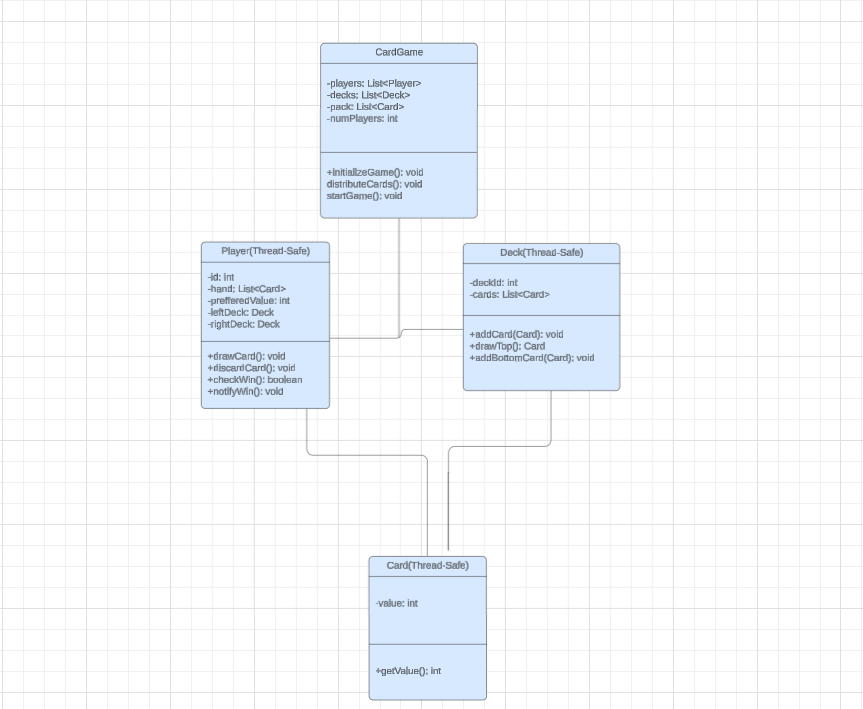 CardGame
-players: List<Player>
-decks: List<Deck>
-pack: List<Card>
-numPlayers: int
+initializeGame(): void
distributeCards(): void
startGame(): void
Player(Thread-Safe)
-id: int
-hand: List<Card>
-prefferedValue: int
-leftDeck: Deck
-rightDeck: Deck
+drawCard(): void
+discardCard(): void
+checkWin(): boolean
+notifyWin(): void
Deck(Thread-Safe)
-deckId: int
-cards: List<Card>
+addCard(Card): void
+drawTop(): Card
+addBottomCard(Card): void
Card(Thread-Safe)
-value: int
+getValue(): int